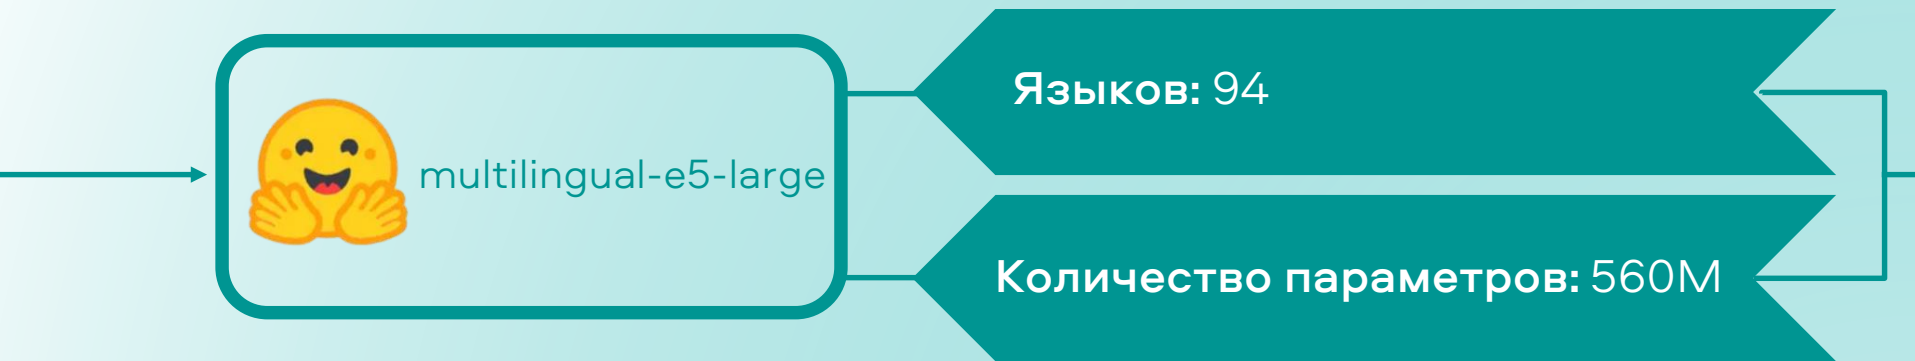 multilingual-e5-large
Языков: 94
Количество параметров: 560M